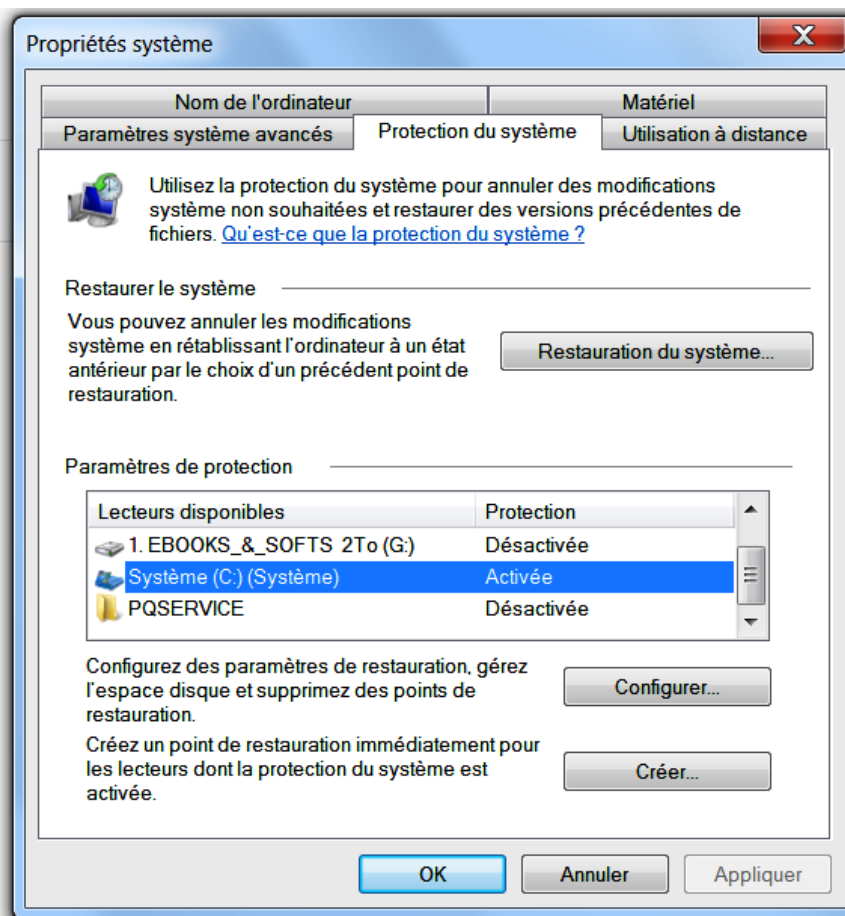 Propriétés système
Nom de l'ordinateur
Matériel
Paramètres système avancés
Protection du système
Utilisation à distance
Utilisez la protection du système pour annuler des modifications
système non souhaitées et restaurer des versions précédentes de
fichiers. Qu'est-ce que la protection du système ?
Restaurer le système
Vous pouvez annuler les modifications
système en rétablissant l'ordinateur à un état
antérieur par le choix d'un précédent point de
restauration.
Restauration du système...
Paramètres de protection
Lecteurs disponibles
Protection
1. EBOOKS_&_SOFTS 2To (G:)
Désactivée
Système (C:) (Système)
Activée
PQSERVICE
Désactivée
Configurez des paramètres de restauration, gérez
l'espace disque et supprimez des points de
restauration.
Configurer...
Créez un point de restauration immédiatement pour
les lecteurs dont la protection du système est
activée.
Créer...
OK
Annuler
Appliquer